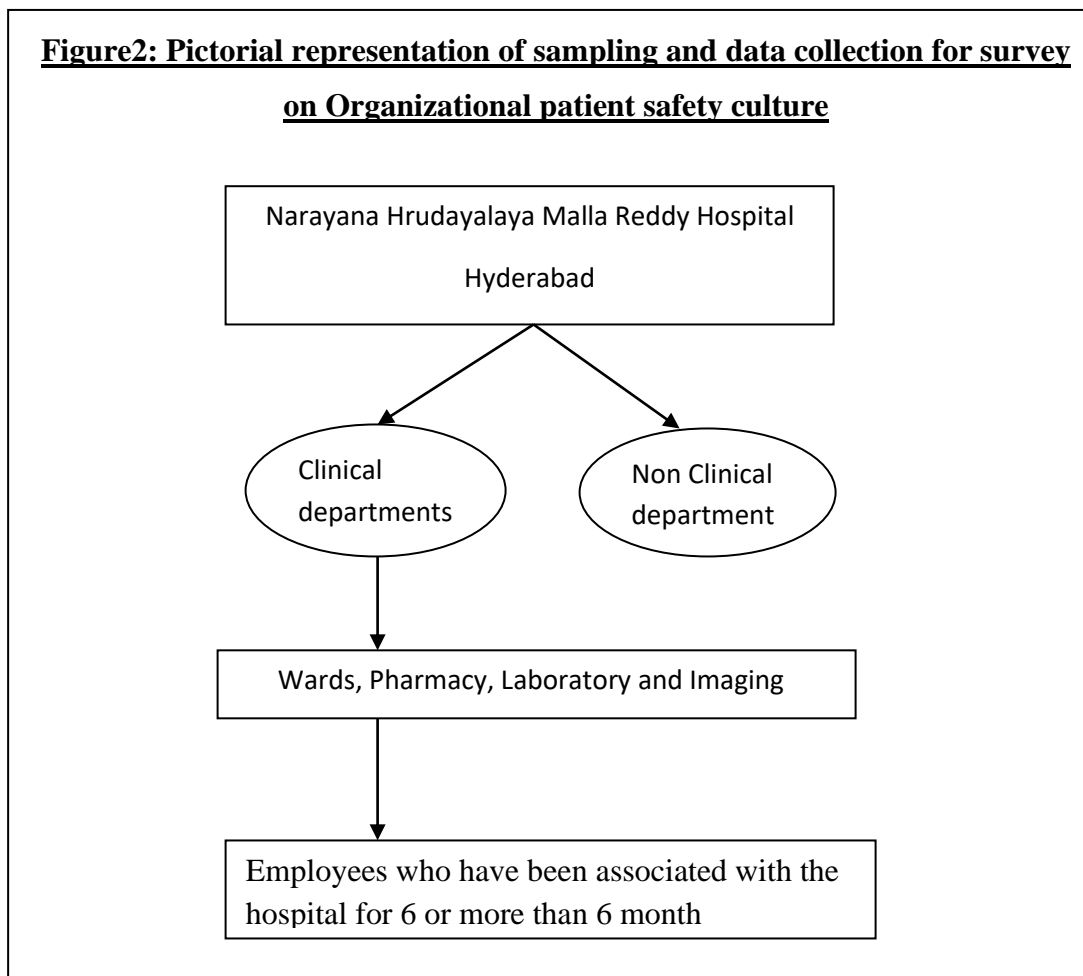 Figure2: Pictorial representation of sampling and data collection for survey
on Organizational patient safety culture
Narayana Hrudayalaya Malla Reddy Hospital
Hyderabad
Clinical
departments
Non Clinical
department
Wards, Pharmacy, Laboratory and Imaging
Employees who have been associated with the
hospital for 6 or more than 6 month